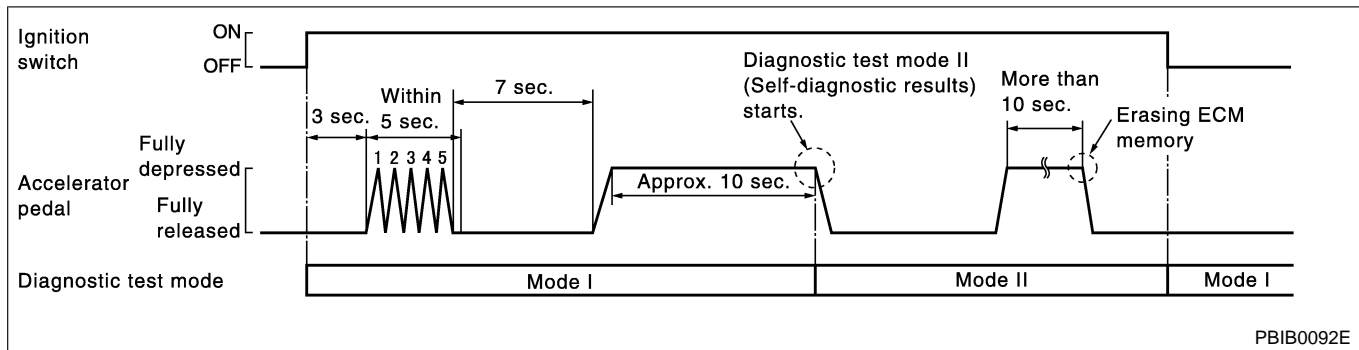 Ignition
switch
ON
OFF
3 sec.
Within
5 sec.
7 sec.
Diagnostic test mode II
(Self-diagnostic results)
starts.
More than
10 sec.
Erasing ECM
memory
Accelerator
pedal
Fully
depressed
Fully
released
1 2 3 4 5
Approx. 10 sec.
Diagnostic test mode
Mode I
Mode II
Mode I
PBIB0092E